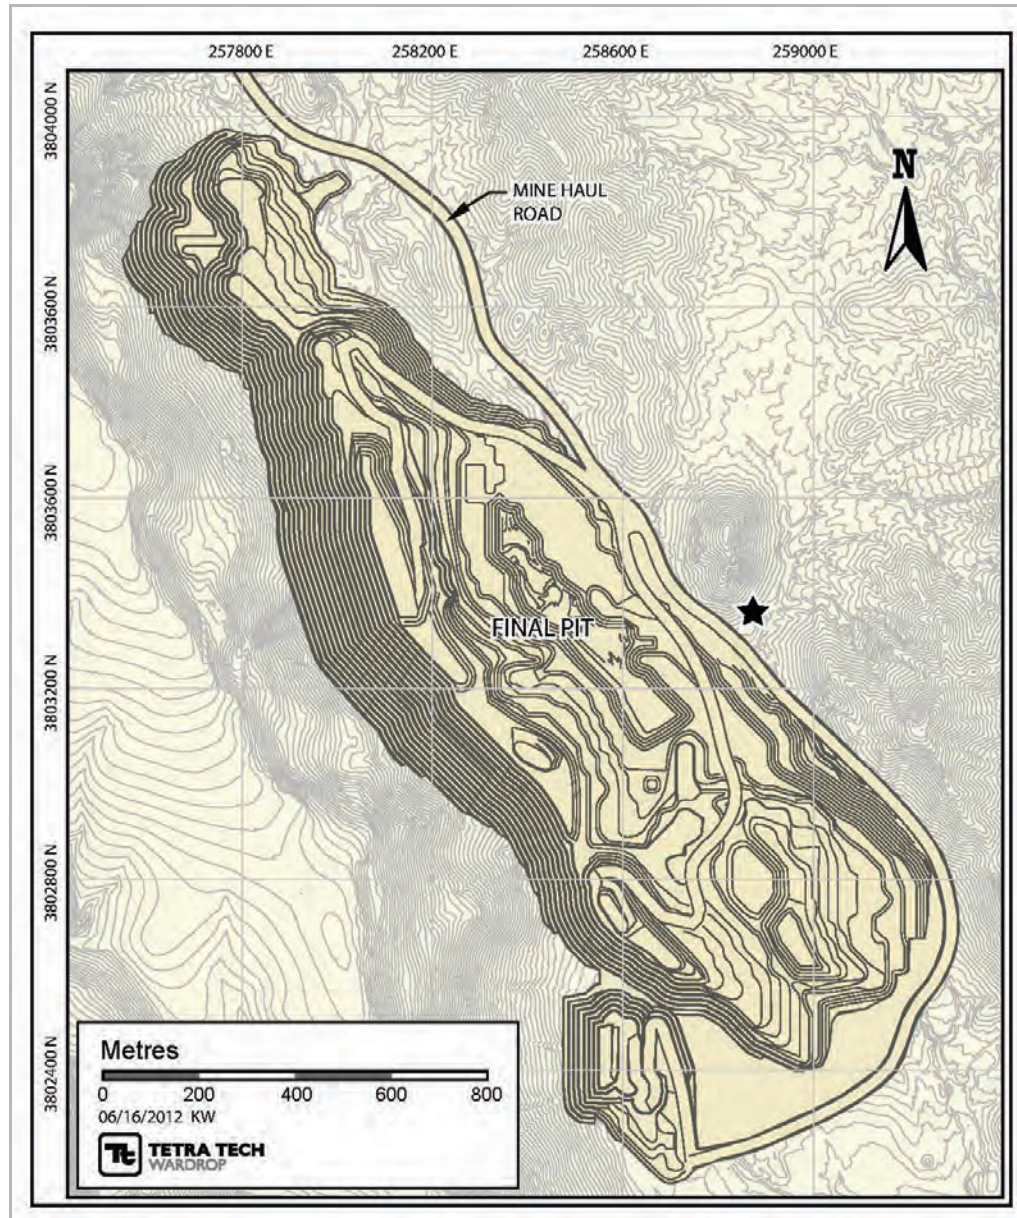 257800 E
258200 E
258600 E
259000 E
3804000 N
N
MINE HAUL
ROAD
3803600 N
3803600 N
FINAL PIT
3803200 N
3802800 N
3802400 N
Metres
0 200 400 600 800
06/16/2012 KW
Tt TETRA TECH
WARDROP